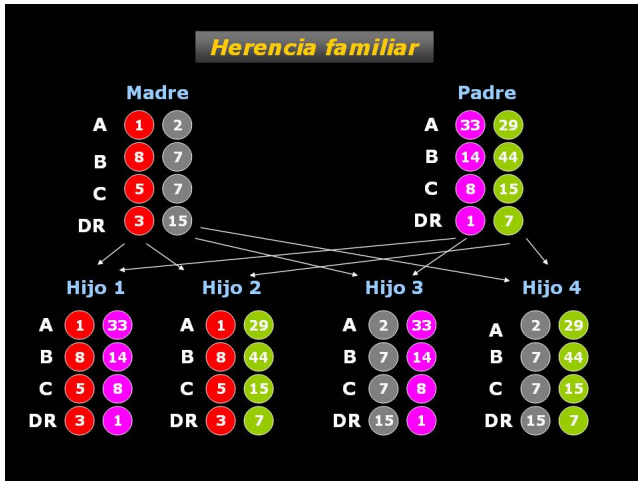 Herencia familiar
Madre Padre
A 1 2 A 33 29
B 8 7 B 14 44
C 5 7 C 8 15
DR 3 15 DR 1 7
Hijo 1 Hijo 2 Hijo 3 Hijo 4
A 1 33 A 1 29 A 2 33 A 2 29
B 8 14 B 8 44 B 7 14 B 7 44
C 5 8 C 5 15 C 7 8 C 7 15
DR 3 1 DR 3 7 DR 15 1 DR 15 7